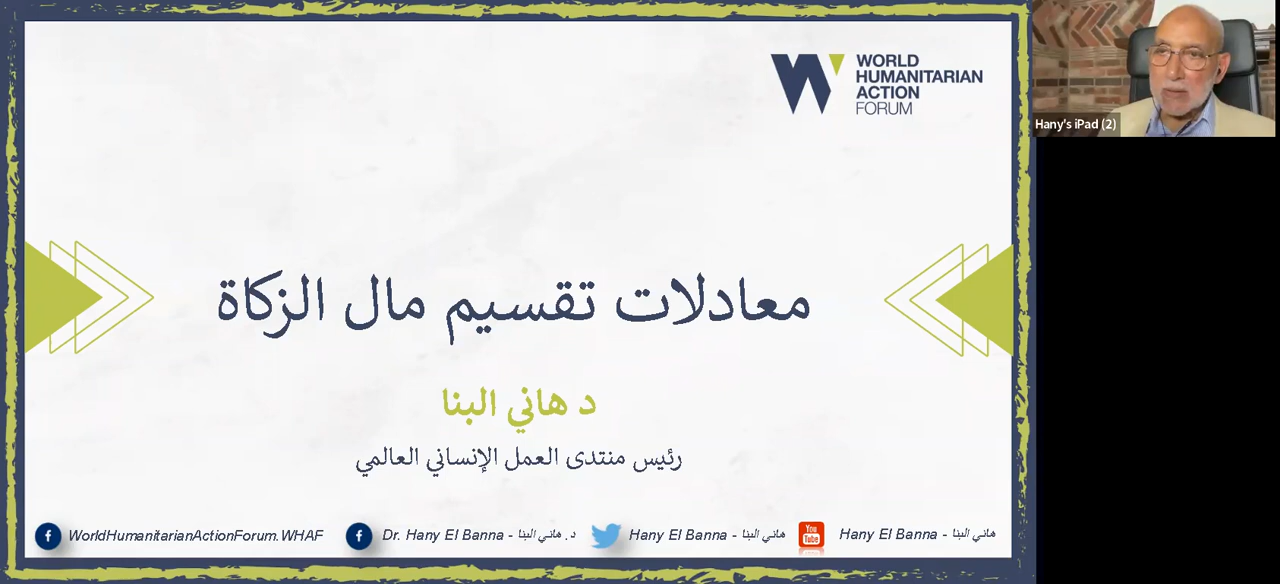 WORLD
HUMANITARIAN
ACTION
FORUM
Hany's iPad (2)
معادلات تقسيم مال الزكاة
د هاني البنا
رئيس منتدى العمل الإنساني العالمي
WorldHumanitarianActionForum.WHAF
Dr. Hany El Banna - د. هاني البنا
Hany El Banna - هاني البنا
You Tube
Hany El Banna - هاني البنا